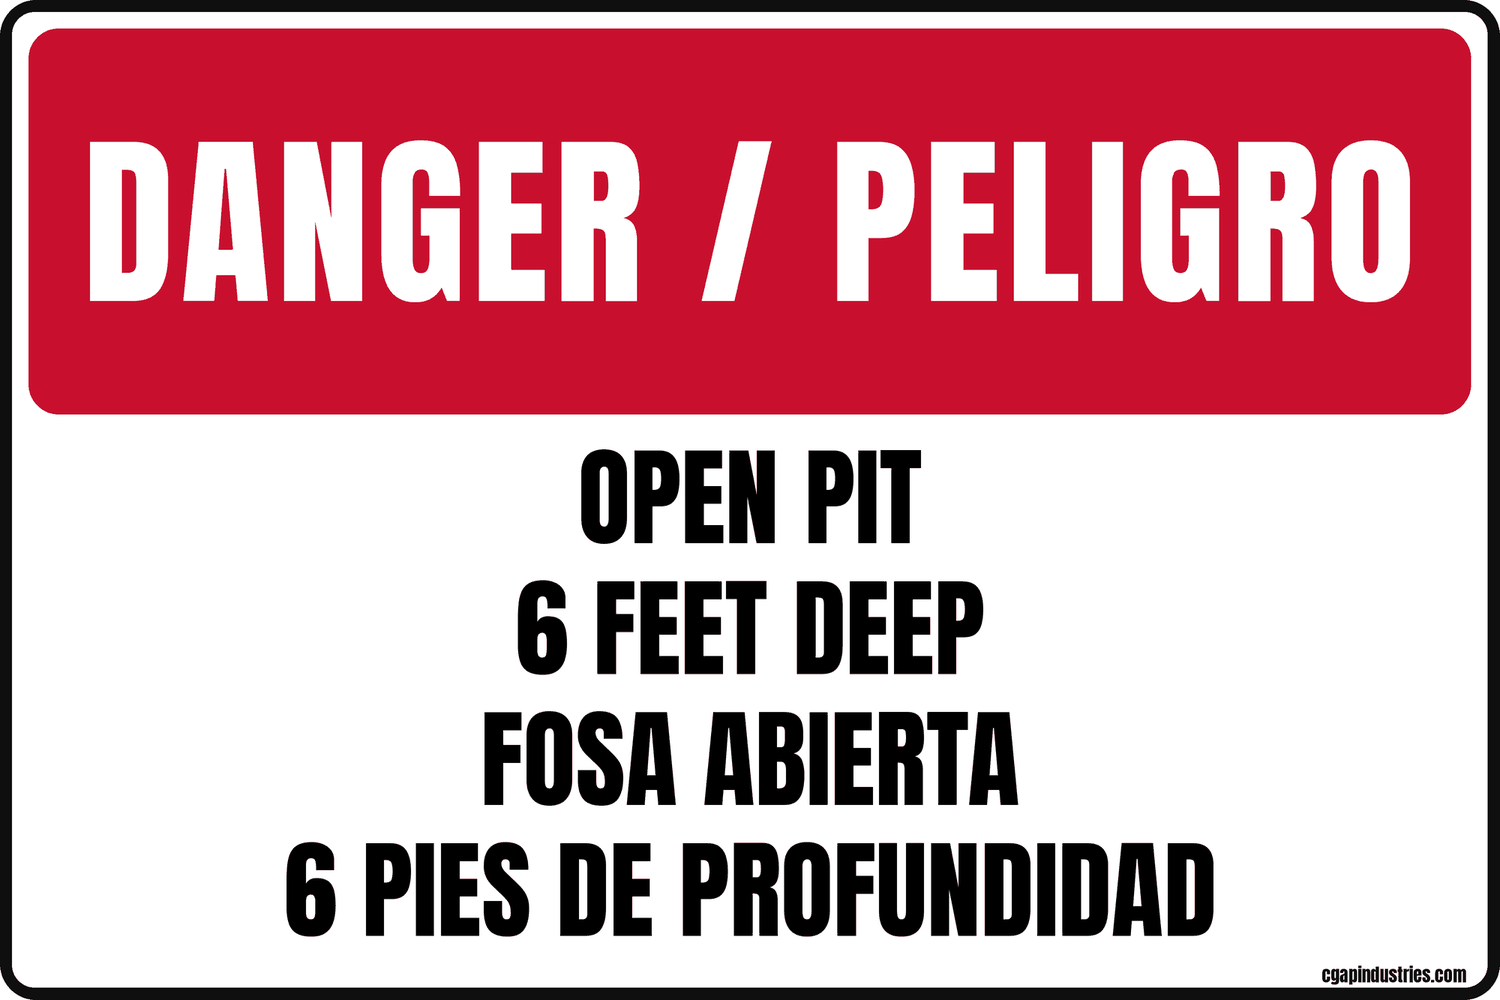 DANGER / PELIGRO
OPEN PIT
6 FEET DEEP
FOSA ABIERTA
6 PIES DE PROFUNDIDAD
cgapindustries.com